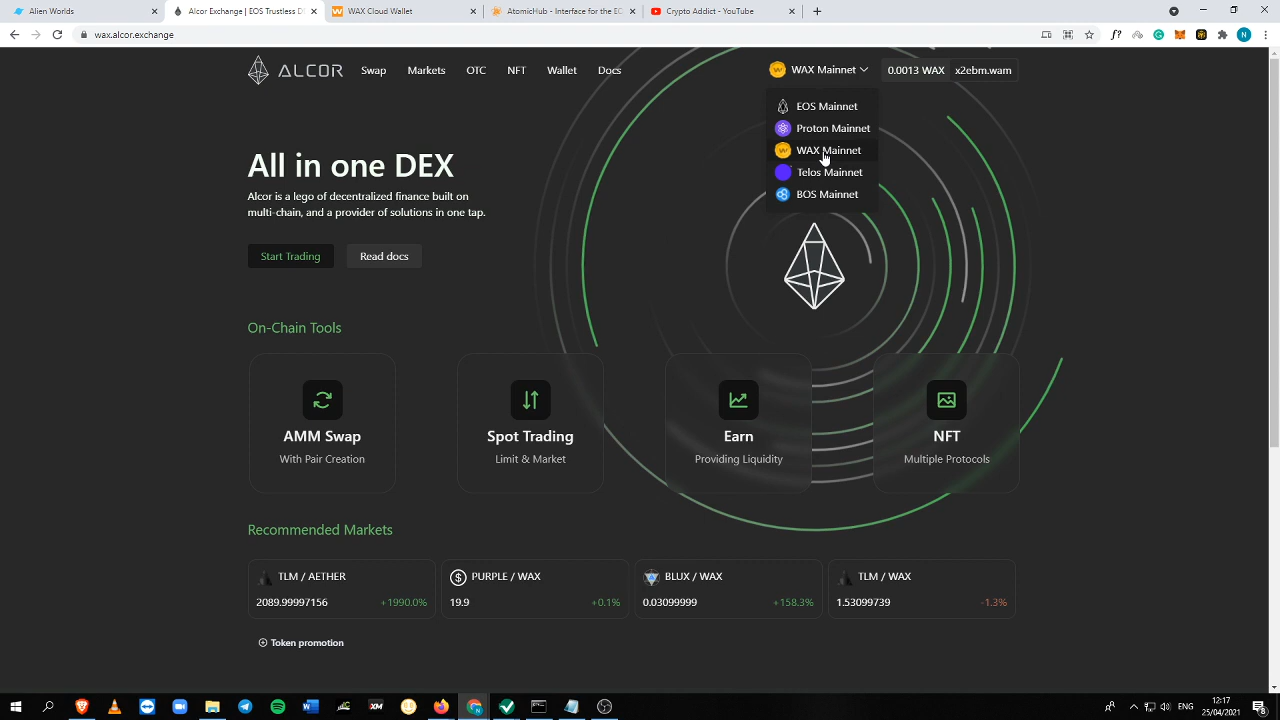 Alien Worlds
Alcor Exchange | EOS Trustless D
WAX Cloud Wallet
AtomicHub - Interface for the EO
Crypto Addict - YouTube
wax.alcor.exchange
f?
N
ALCOR
Swap
Markets
OTC
NFT
Wallet
Docs
WAX Mainnet
0.0013 WAX
x2ebm.wam
EOS Mainnet
Proton Mainnet
WAX Mainnet
Telos Mainnet
BOS Mainnet
All in one DEX
Alcor is a lego of decentralized finance built on
multi-chain, and a provider of solutions in one tap.
Start Trading
Read docs
On-Chain Tools
AMM Swap
With Pair Creation
Spot Trading
Limit & Market
Earn
Providing Liquidity
NFT
Multiple Protocols
Recommended Markets
TLM / AETHER
2089.99997156
+1990.0%
PURPLE / WAX
19.9
+0.1%
BLUX / WAX
0.03099999
+158.3%
TLM / WAX
1.53099739
-1.3%
Token promotion
XM
ENG
12:17
25/04/2021
8